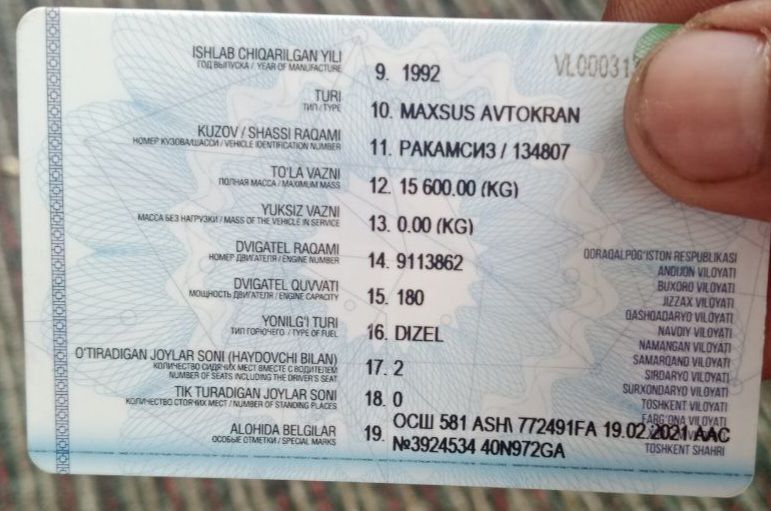 ISHLAB CHIQARILGAN YILI
ГОД ВЫПУСКА / YEAR OF MANUFACTURE
9. 1992
TURI
ТИП / TYPE
10. MAXSUS AVTOKRAN
KUZOV / SHASSI RAQAMI
НОМЕР КУЗОВА/ШАССИ / VEHICLE IDENTIFICATION NUMBER
11. РАКАМСИЗ / 134807
TO'LA VAZNI
ПОЛНАЯ МАССА / MAXIMUM MASS
12. 15 600.00 (KG)
YUKSIZ VAZNI
МАССА БЕЗ НАГРУЗКИ / MASS OF THE VEHICLE IN SERVICE
13. 0.00 (KG)
DVIGATEL RAQAMI
НОМЕР ДВИГАТЕЛЯ / ENGINE NUMBER
14. 9113862
DVIGATEL QUVVATI
МОЩНОСТЬ ДВИГАТЕЛЯ / ENGINE CAPACITY
15. 180
YONILG'I TURI
ТИП ГОРЮЧЕГО / TYPE OF FUEL
16. DIZEL
O'TIRADIGAN JOYLAR SONI (HAYDOVCHI BILAN)
КОЛИЧЕСТВО СИДЯЧИХ МЕСТ ВМЕСТЕ С ВОДИТЕЛЕМ
NUMBER OF SEATS INCLUDING THE DRIVER'S SEAT
17. 2
TIK TURADIGAN JOYLAR SONI
КОЛИЧЕСТВО СТОЯЧИХ МЕСТ / NUMBER OF STANDING PLACES
18. 0
ALOHIDA BELGILAR
ОСОБЫЕ ОТМЕТКИ / SPECIAL MARKS
19. ОСШ 581 ASH\ 772491FA 19.02.2021 AAC
№3924534 40N972GA
QORAQALPOG'ISTON RESPUBLIKASI
ANDIJON VILOYATI
BUXORO VILOYATI
JIZZAX VILOYATI
QASHQADARYO VILOYATI
NAVOIY VILOYATI
NAMANGAN VILOYATI
SAMARQAND VILOYATI
SIRDARYO VILOYATI
SURXONDARYO VILOYATI
TOSHKENT VILOYATI
FARG'ONA VILOYATI
TOSHKENT SHAHRI